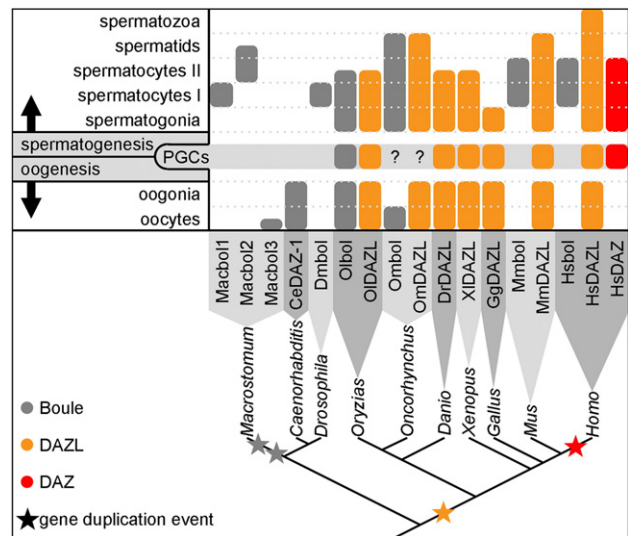 spermatozoa
spermatids
spermatocytes II
spermatocytes I
spermatogonia
spermatogenesis
PGCs
oogenesis
? ?
oogonia
oocytes
Macbol1
Macbol2
Macbol3
CeDAZ-1
Dmbol
Olbol
OlDAZL
Ombol
OmDAZL
DrDAZL
XlDAZL
GgDAZL
Mmbol
MmDAZL
Hsbol
HsDAZL
HsDAZ
Macrostomum
Caenorhabditis
Drosophila
Oryzias
Oncorhynchus
Danio
Xenopus
Gallus
Mus
Homo
Boule
DAZL
DAZ
gene duplication event